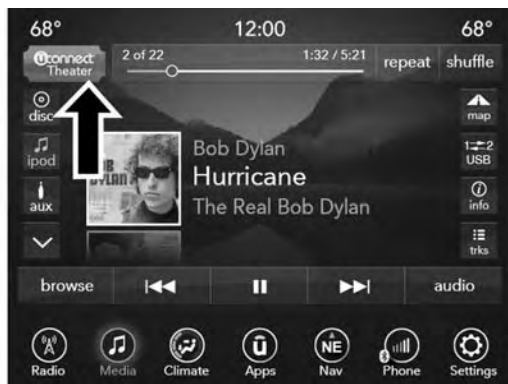 68° 12:00 68°
Uconnect
Theater
2 of 22 1:32 / 5:21 repeat shuffle
disc
ipod
aux
map
1⇄2
USB
info
trks
Bob Dylan
Hurricane
The Real Bob Dylan
browse audio
Radio Media Climate Apps Nav Phone Settings
NE